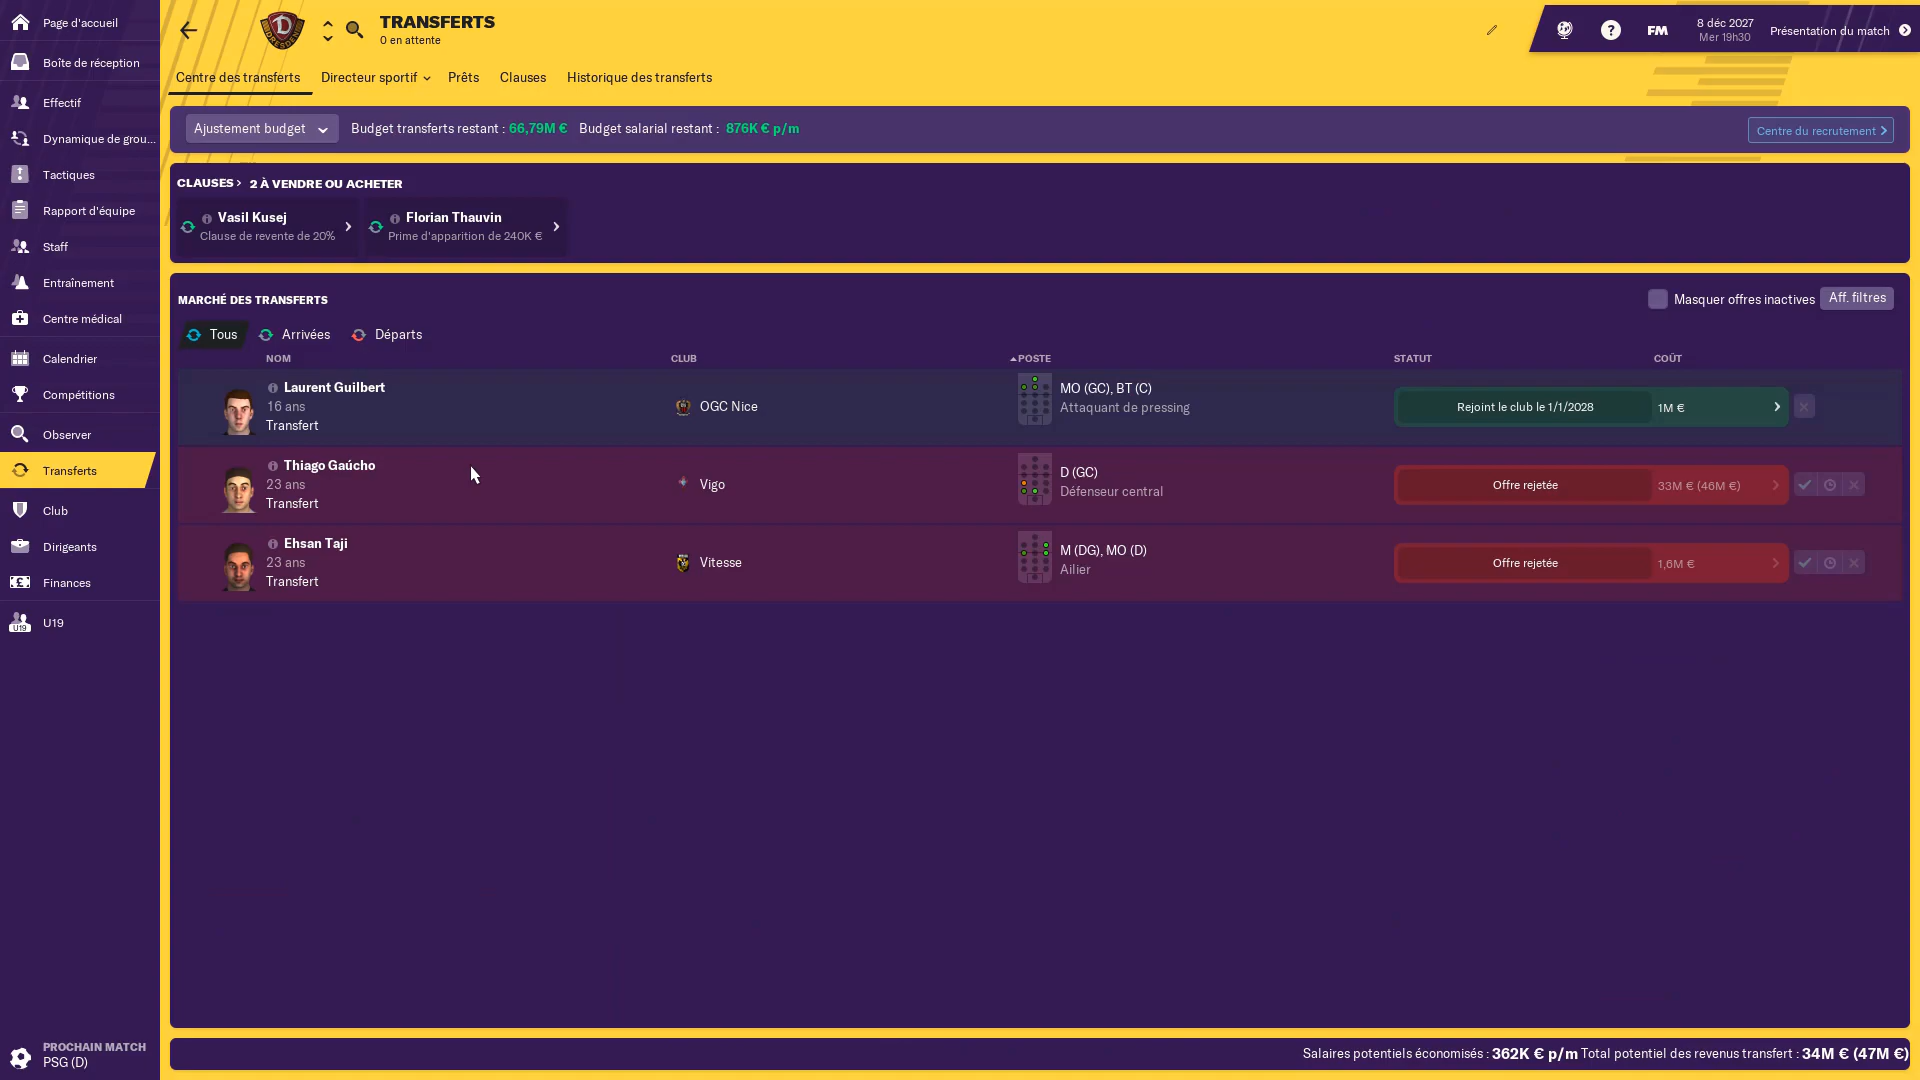 Page d'accueil
Boîte de réception
Effectif
Dynamique de grou...
Tactiques
Rapport d'équipe
Staff
Entraînement
Centre médical
Calendrier
Compétitions
Observer
Transferts
Club
Dirigeants
Finances
U19
U19
PROCHAIN MATCH
PSG (D)
TRANSFERTS
0 en attente
FM
8 déc 2027
Mer 19h30
Présentation du match
Centre des transferts
Directeur sportif
Prêts
Clauses
Historique des transferts
Ajustement budget
Budget transferts restant : 66,79M €
Budget salarial restant : 876K € p/m
Centre du recrutement
CLAUSES
2 À VENDRE OU ACHETER
Vasil Kusej
Clause de revente de 20%
Florian Thauvin
Prime d'apparition de 240K €
MARCHÉ DES TRANSFERTS
Masquer offres inactives
Aff. filtres
Tous
Arrivées
Départs
NOM
CLUB
POSTE
STATUT
COÛT
Laurent Guilbert
16 ans
Transfert
OGC Nice
MO (GC), BT (C)
Attaquant de pressing
Rejoint le club le 1/1/2028
1M €
Thiago Gaúcho
23 ans
Transfert
Vigo
D (GC)
Défenseur central
Offre rejetée
33M € (46M €)
Ehsan Taji
23 ans
Transfert
Vitesse
M (DG), MO (D)
Ailier
Offre rejetée
1,6M €
Salaires potentiels économisés : 362K € p/m Total potentiel des revenus transfert : 34M € (47M €)